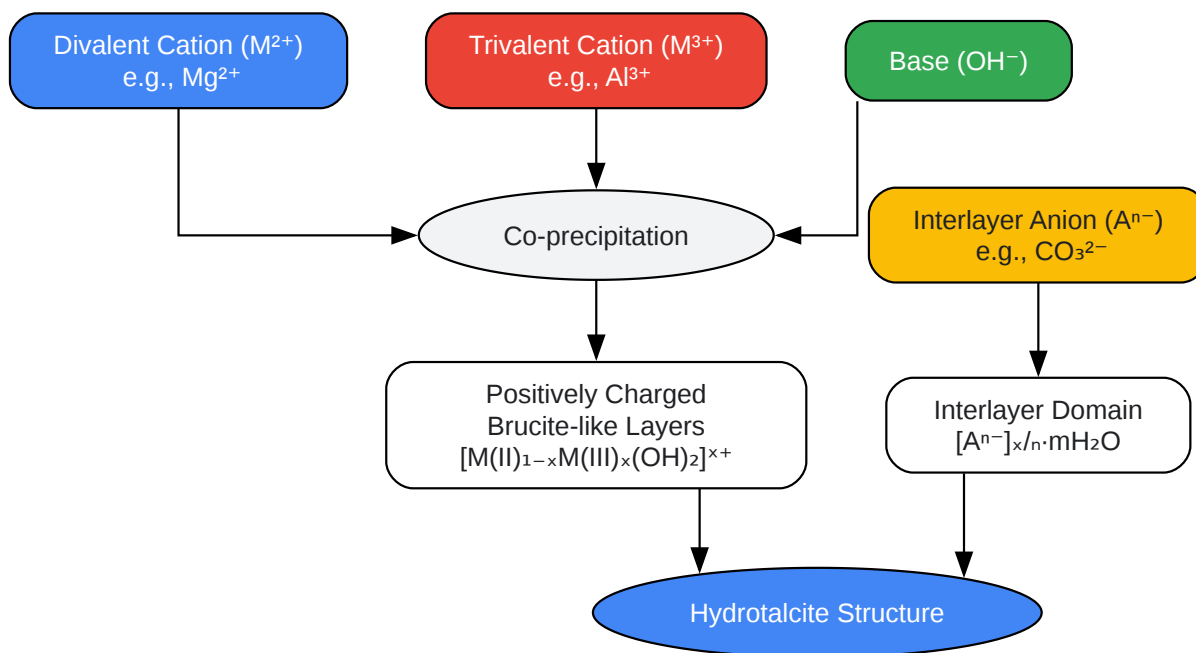 Divalent Cation (M²⁺)
e.g., Mg²⁺
Trivalent Cation (M³⁺)
e.g., Al³⁺
Base (OH⁻)
Interlayer Anion (Aⁿ⁻)
e.g., CO₃²⁻
Co-precipitation
Positively Charged
Brucite-like Layers
[M(II)₁₋ₓM(III)ₓ(OH)₂]ˣ⁺
Interlayer Domain
[Aⁿ⁻]ₓ/ₙ·mH₂O
Hydrotalcite Structure